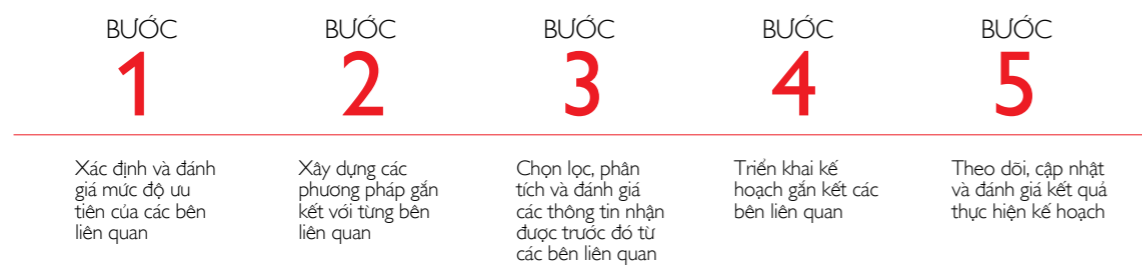 BƯỚC
1
Xác định và đánh
giá mức độ ưu
tiên của các bên
liên quan
BƯỚC
2
Xây dựng các
phương pháp gắn
kết với từng bên
liên quan
BƯỚC
3
Chọn lọc, phân
tích và đánh giá
các thông tin nhận
được trước đó từ
các bên liên quan
BƯỚC
4
Triển khai kế
hoạch gắn kết các
bên liên quan
BƯỚC
5
Theo dõi, cập nhật
và đánh giá kết quả
thực hiện kế hoạch